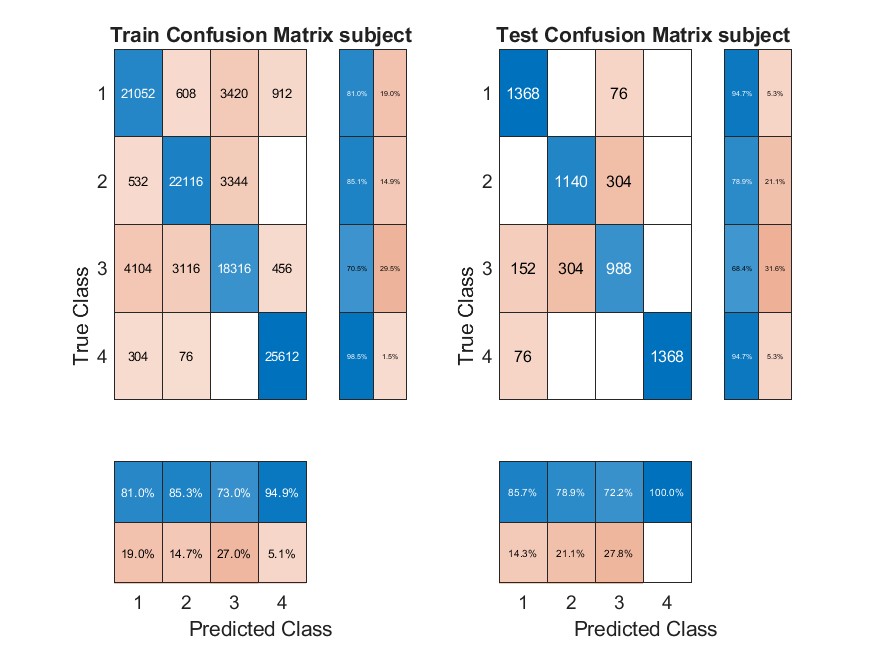 Train Confusion Matrix subject
1 21052 608 3420 912 81.0% 19.0%
2 532 22116 3344 85.1% 14.9%
3 4104 3116 18316 456 70.5% 29.5%
4 304 76 25612 98.5% 1.5%
True Class
81.0% 85.3% 73.0% 94.9%
19.0% 14.7% 27.0% 5.1%
1 2 3 4
Predicted Class
Test Confusion Matrix subject
1 1368 76 94.7% 5.3%
2 1140 304 78.9% 21.1%
3 152 304 988 68.4% 31.6%
4 76 1368 94.7% 5.3%
True Class
85.7% 78.9% 72.2% 100.0%
14.3% 21.1% 27.8%
1 2 3 4
Predicted Class